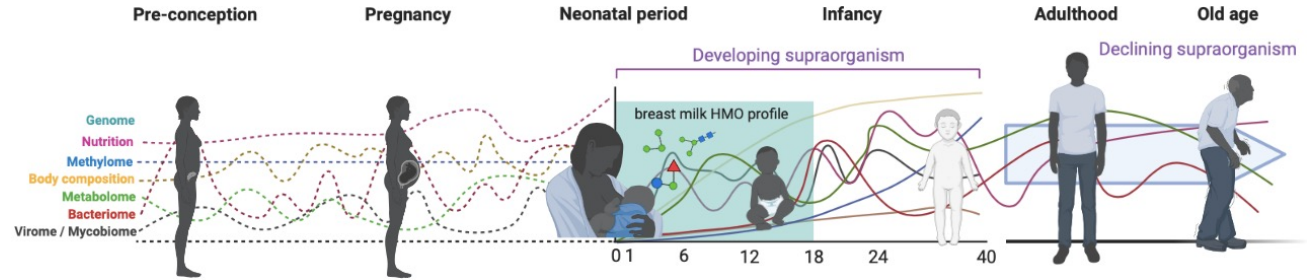 Pre-conception
Pregnancy
Neonatal period
Infancy
Adulthood
Old age
Developing supraorganism
Declining supraorganism
breast milk HMO profile
Genome
Nutrition
Methylome
Body composition
Metabolome
Bacteriome
Virome / Mycobiome
0 1 6 12 18 24 40